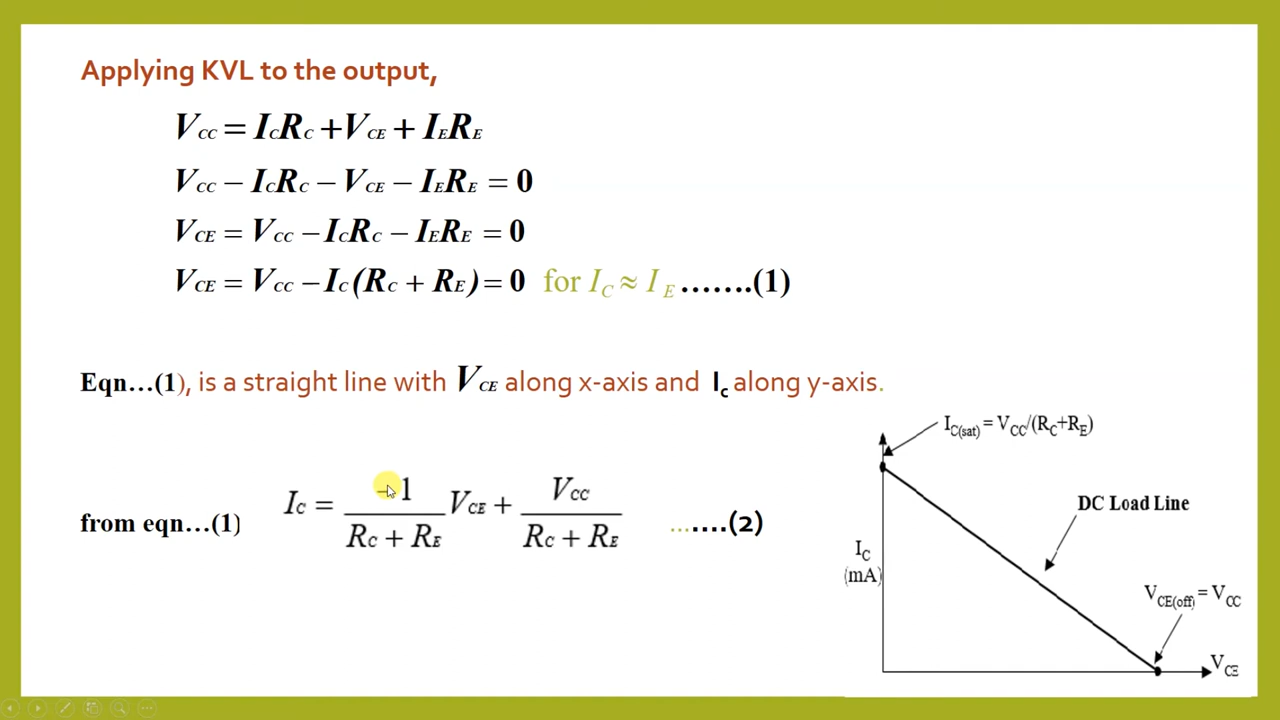 Applying KVL to the output,
VCC = ICRC +VCE + IERE
VCC – ICRC – VCE – IERE = 0
VCE = VCC – ICRC – IERE = 0
VCE = VCC – IC(RC + RE)= 0 for IC ≈ IE …….(1)
Eqn…(1), is a straight line with VCE along x-axis and Ic along y-axis.
from eqn…(1) IC = –1/(RC + RE) VCE + VCC/(RC + RE) …….(2)
IC(sat) = VCC/(RC+RE)
DC Load Line
IC
(mA)
VCE(off) = VCC
VCE